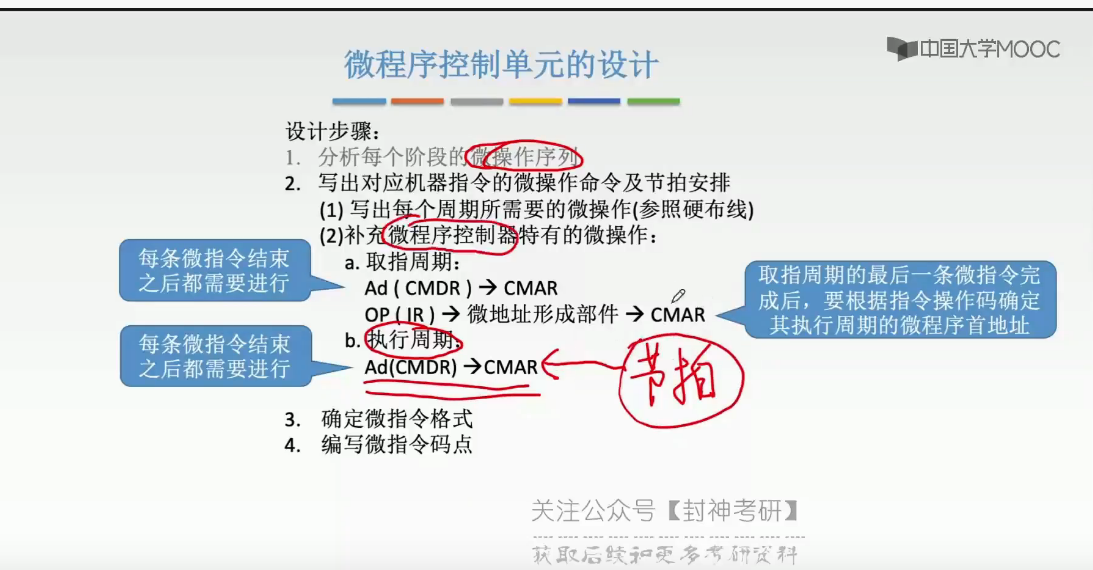 中国大学MOOC
微程序控制单元的设计
设计步骤:
1. 分析每个阶段的微操作序列
2. 写出对应机器指令的微操作命令及节拍安排
(1) 写出每个周期所需要的微操作(参照硬布线)
(2)补充微程序控制器特有的微操作:
每条微指令结束
之后都需要进行
a. 取指周期:
Ad ( CMDR ) → CMAR
OP ( IR ) → 微地址形成部件 → CMAR
取指周期的最后一条微指令完
成后，要根据指令操作码确定
其执行周期的微程序首地址
每条微指令结束
之后都需要进行
b. 执行周期:
Ad(CMDR) →CMAR
节拍
3. 确定微指令格式
4. 编写微指令码点
关注公众号【封神考研】
获取后续和更多考研资料